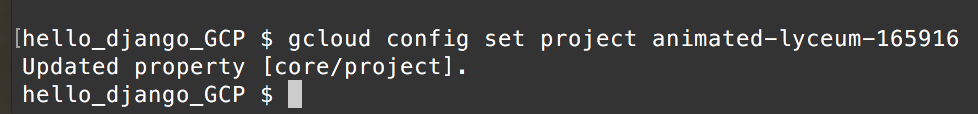 [hello_django_GCP $ gcloud config set project animated-lyceum-165916
Updated property [core/project].
hello_django_GCP $